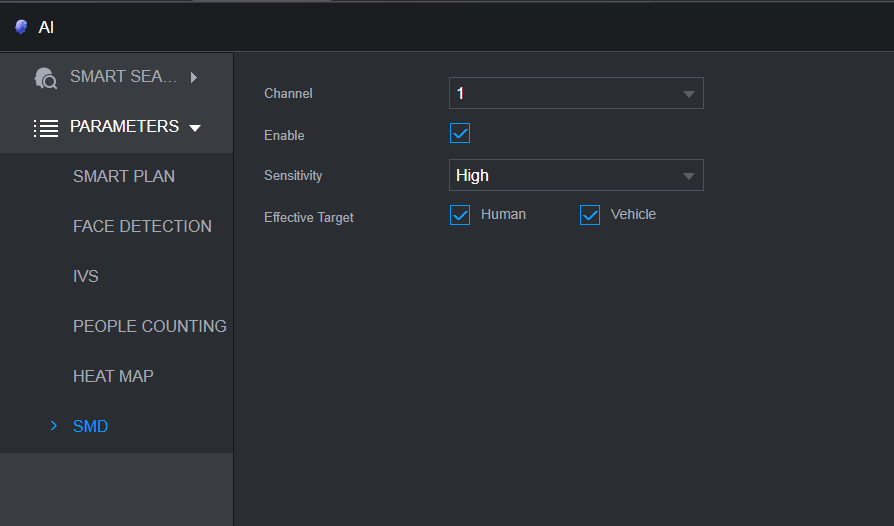 AI
SMART SEA...
PARAMETERS
SMART PLAN
FACE DETECTION
IVS
PEOPLE COUNTING
HEAT MAP
SMD
Channel 1
Enable
Sensitivity High
Effective Target Human Vehicle